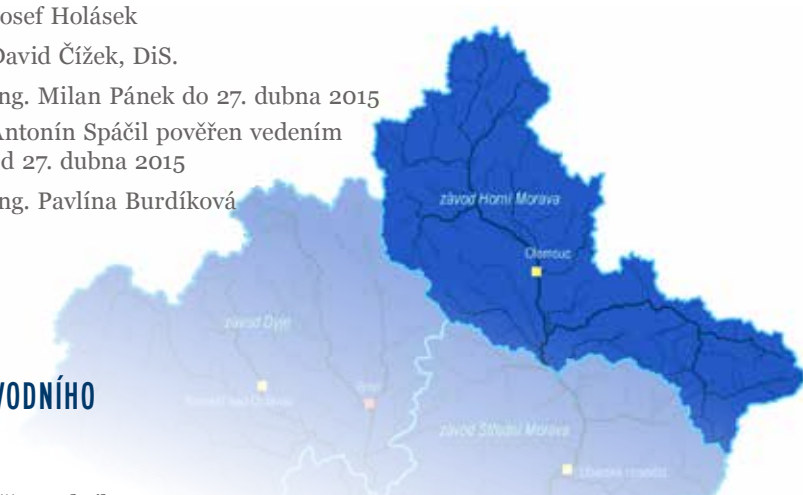 osef Holásek
David Čížek, DiS.
ng. Milan Pánek do 27. dubna 2015
Antonín Spáčil pověřen vedením
d 27. dubna 2015
ng. Pavlína Burdíková
závod Horní Morava
Olomouc
závod Dyje
Brno
VODNÍHO
závod Střední Morava